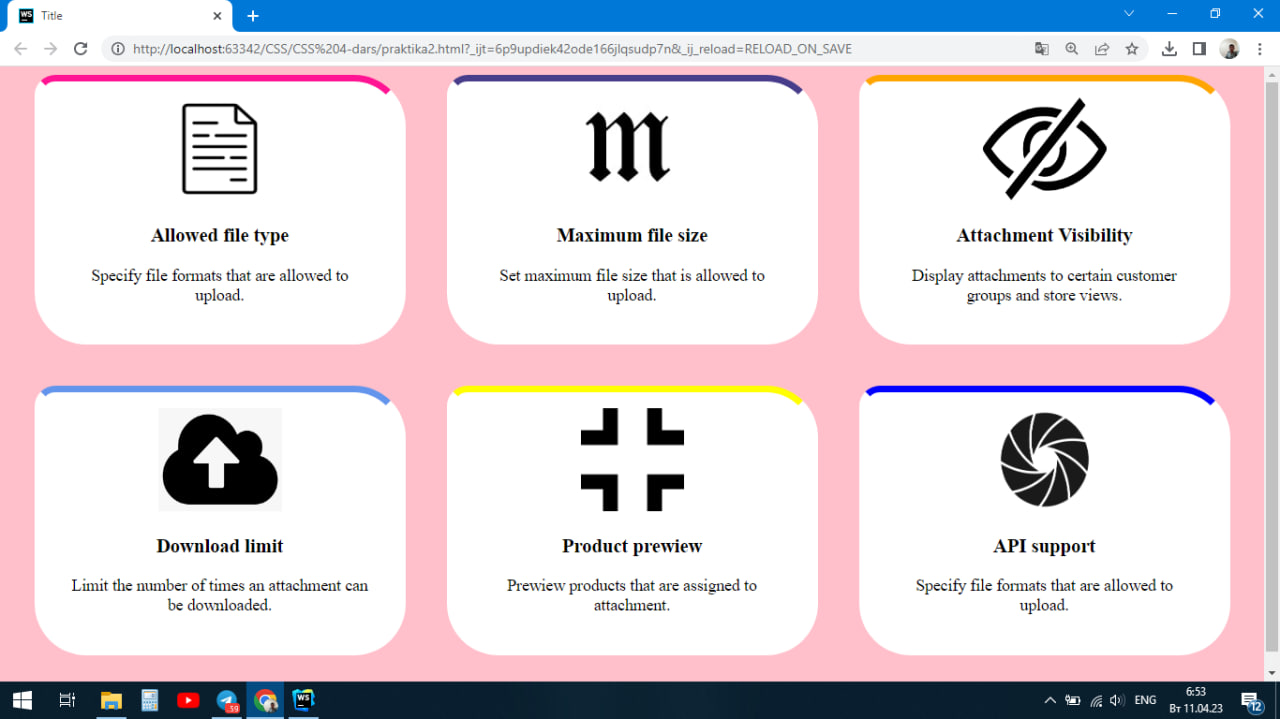 WS Title
http://localhost:63342/CSS/CSS%204-dars/praktika2.html?_ijt=6p9updiek42ode166jlqsudp7n&_ij_reload=RELOAD_ON_SAVE
m
Allowed file type
Specify file formats that are allowed to
upload.
Maximum file size
Set maximum file size that is allowed to
upload.
Attachment Visibility
Display attachments to certain customer
groups and store views.
Download limit
Limit the number of times an attachment can
be downloaded.
Product prewiew
Prewiew products that are assigned to
attachment.
API support
Specify file formats that are allowed to
upload.
59
WS
ENG
6:53
Вт 11.04.23
12